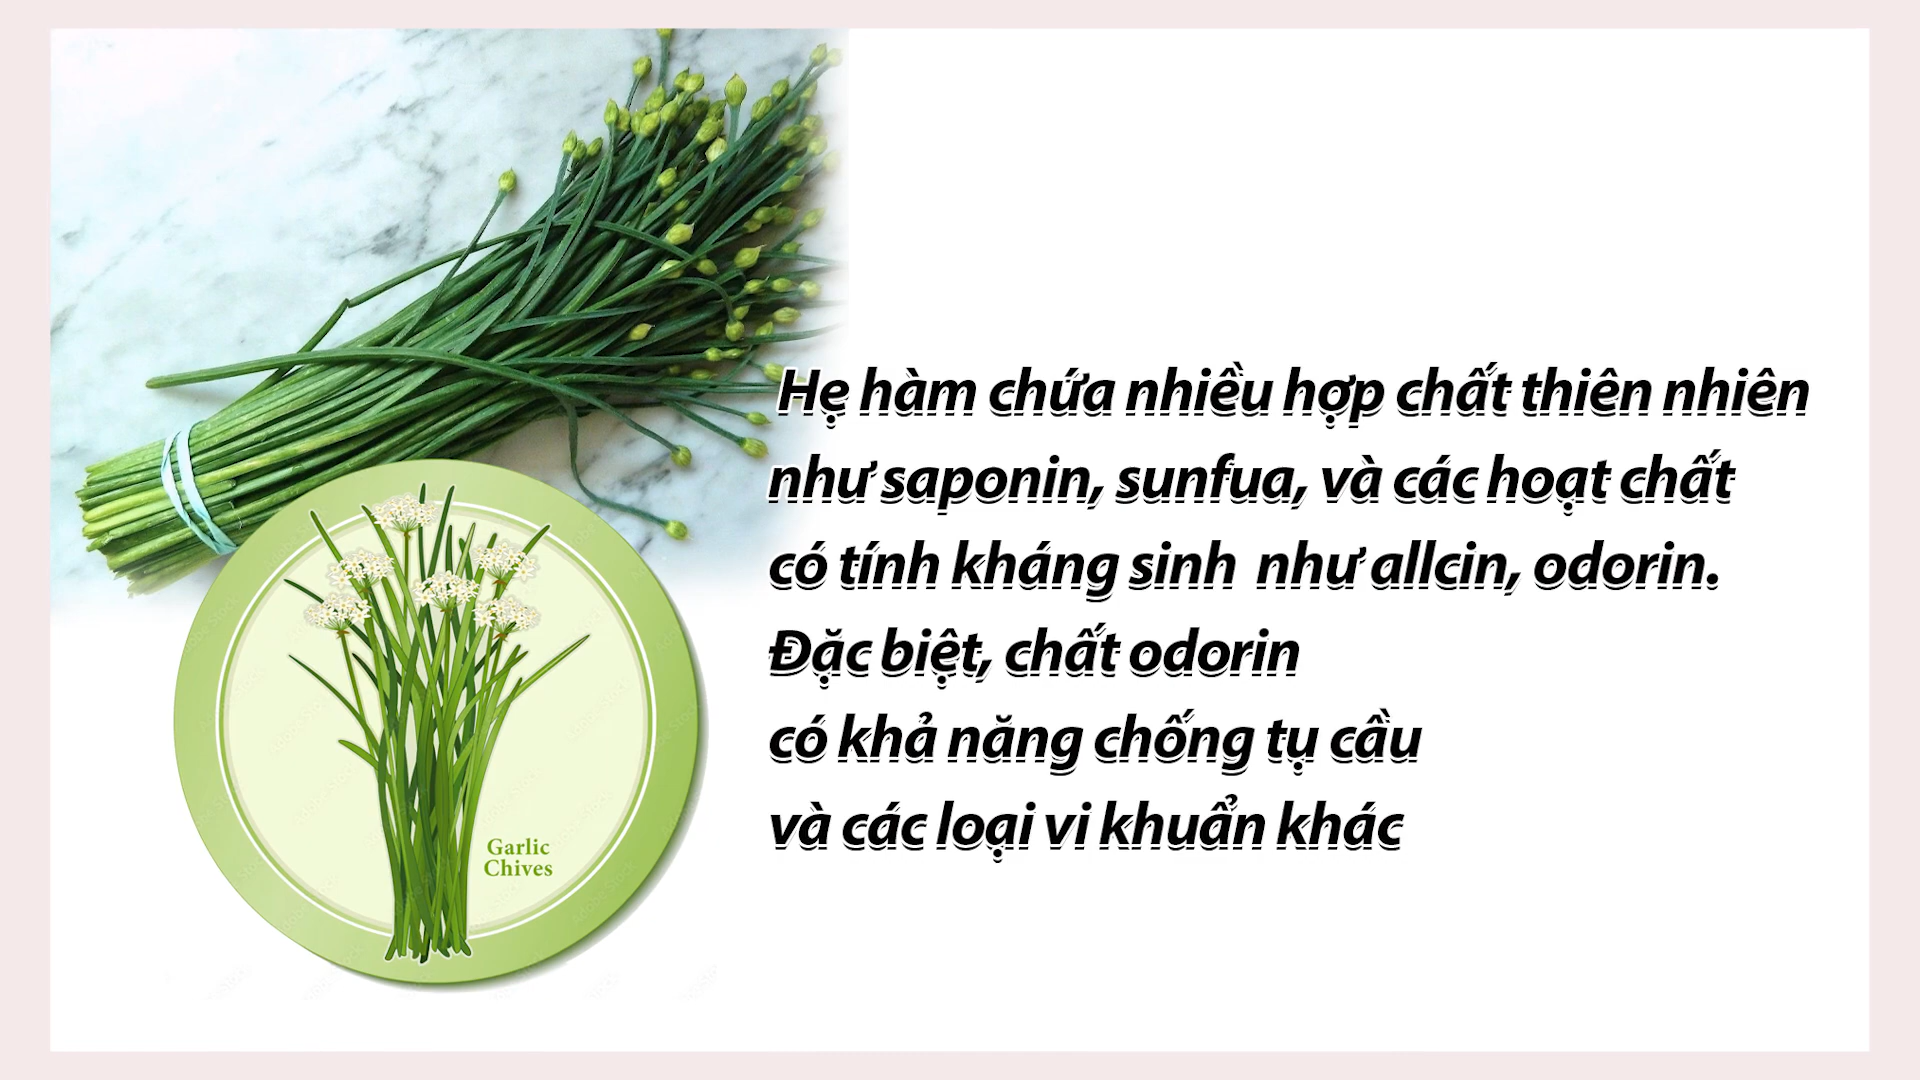 Hẹ hàm chứa nhiều hợp chất thiên nhiên
như saponin, sunfua, và các hoạt chất
có tính kháng sinh như allcin, odorin.
Đặc biệt, chất odorin
có khả năng chống tụ cầu
và các loại vi khuẩn khác
Garlic
Chives